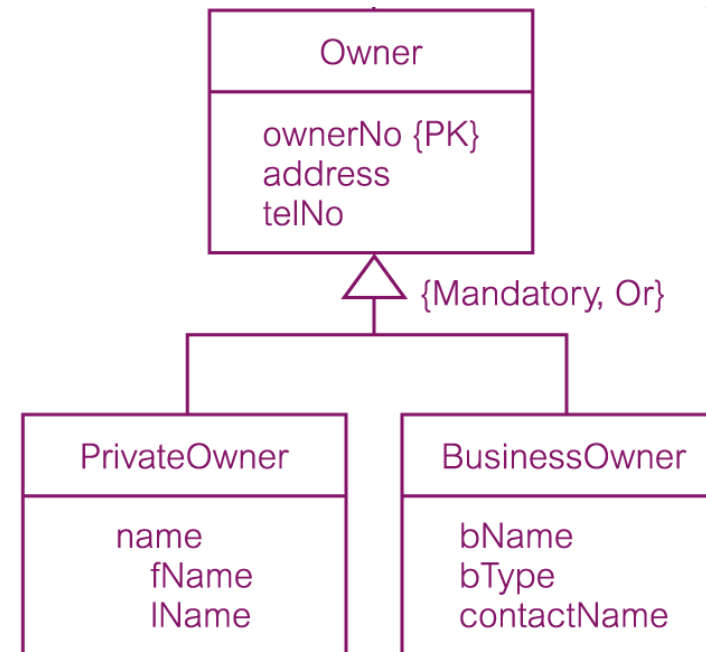 Owner
ownerNo {PK}
address
telNo
{Mandatory, Or}
PrivateOwner
name
fName
lName
BusinessOwner
bName
bType
contactName